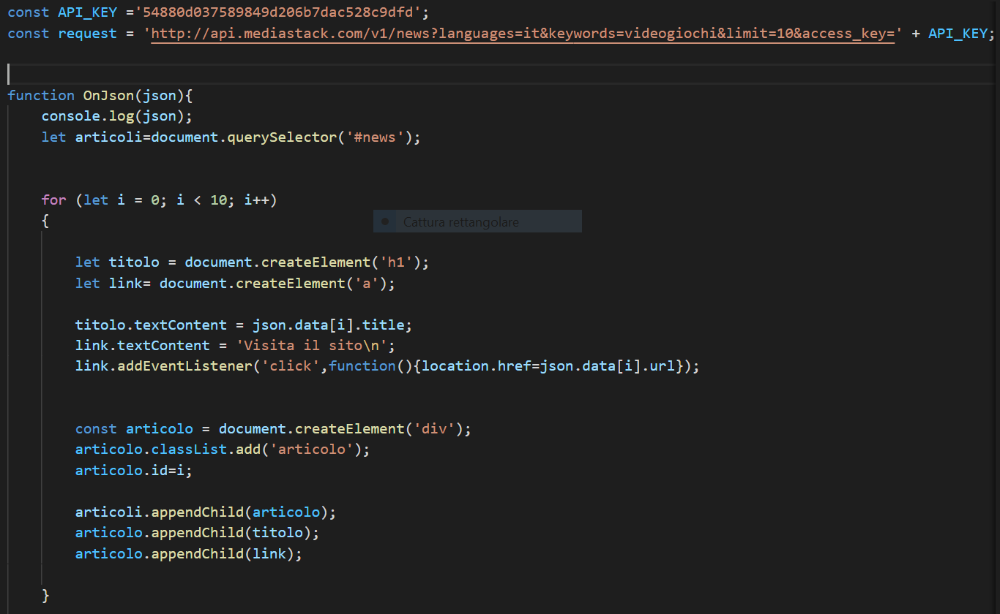 const API_KEY ='54880d037589849d206b7dac528c9dfd';
const request = 'http://api.mediastack.com/v1/news?languages=it&keywords=videogiochi&limit=10&access_key=' + API_KEY;
function OnJson(json){
console.log(json);
let articoli=document.querySelector('#news');
for (let i = 0; i < 10; i++)
{
Cattura rettangolare
let titolo = document.createElement('h1');
let link= document.createElement('a');
titolo.textContent = json.data[i].title;
link.textContent = 'Visita il sito\n';
link.addEventListener('click',function(){location.href=json.data[i].url});
const articolo = document.createElement('div');
articolo.classList.add('articolo');
articolo.id=i;
articoli.appendChild(articolo);
articolo.appendChild(titolo);
articolo.appendChild(link);
}